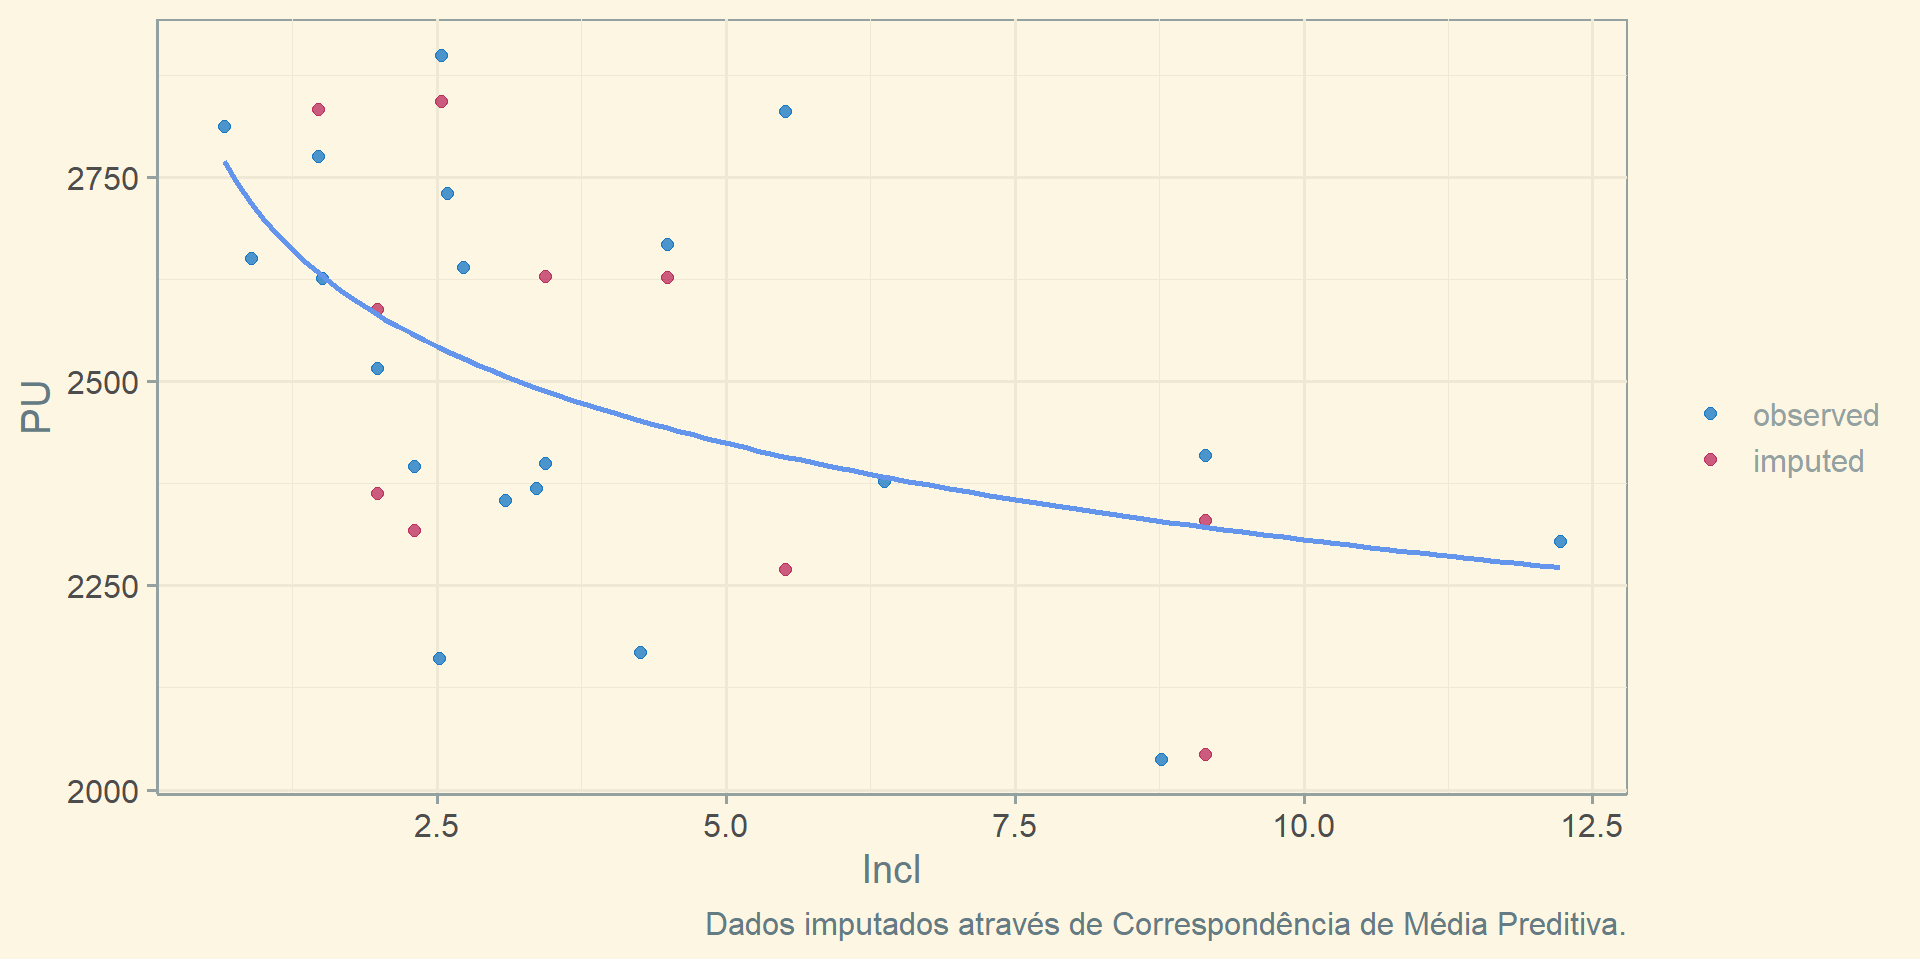 2750
2500
2250
2000
PU
2.5 5.0 7.5 10.0 12.5
Incl
observed
imputed
Dados imputados através de Correspondência de Média Preditiva.